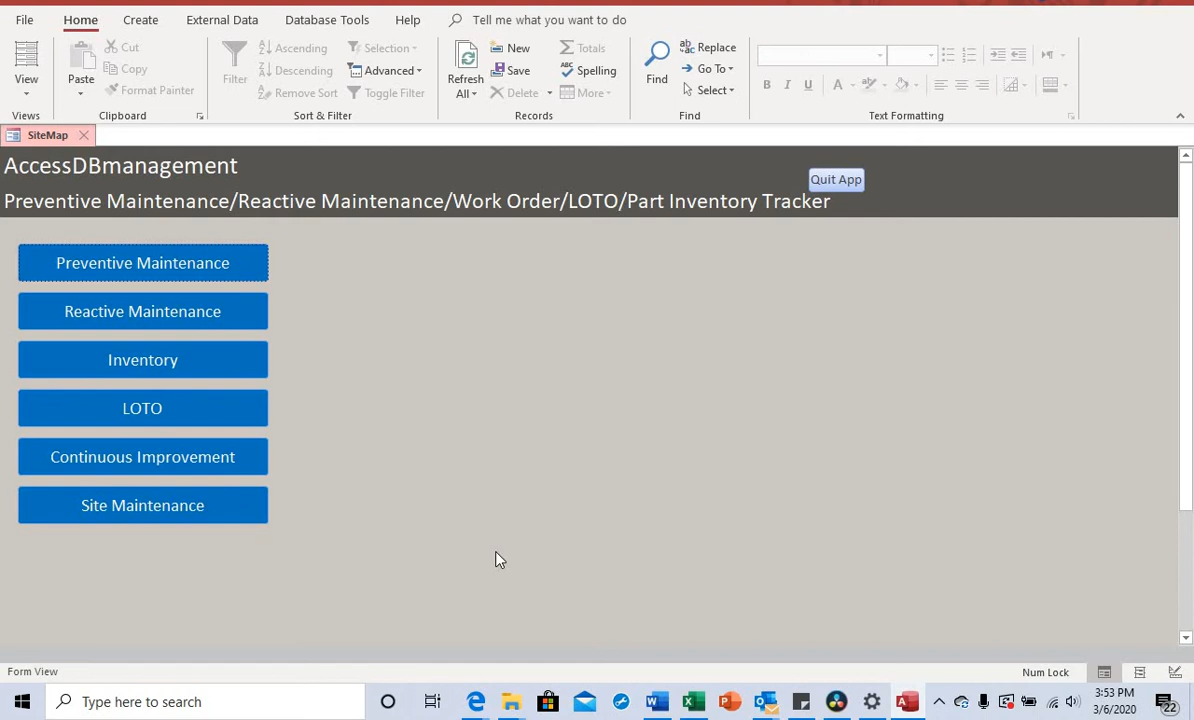 File Home Create External Data Database Tools Help Tell me what you want to do
View
Views
Paste
Cut
Copy
Format Painter
Clipboard
Filter
Ascending
Descending
Remove Sort
Selection
Advanced
Toggle Filter
Sort & Filter
Refresh
All
New
Save
Delete
Totals
Spelling
More
Records
Find
Replace
Go To
Select
Find
B I U A
Text Formatting
SiteMap
AccessDBmanagement
Quit App
Preventive Maintenance/Reactive Maintenance/Work Order/LOTO/Part Inventory Tracker
Preventive Maintenance
Reactive Maintenance
Inventory
LOTO
Continuous Improvement
Site Maintenance
Form View
Num Lock
Type here to search
3:53 PM
3/6/2020
22